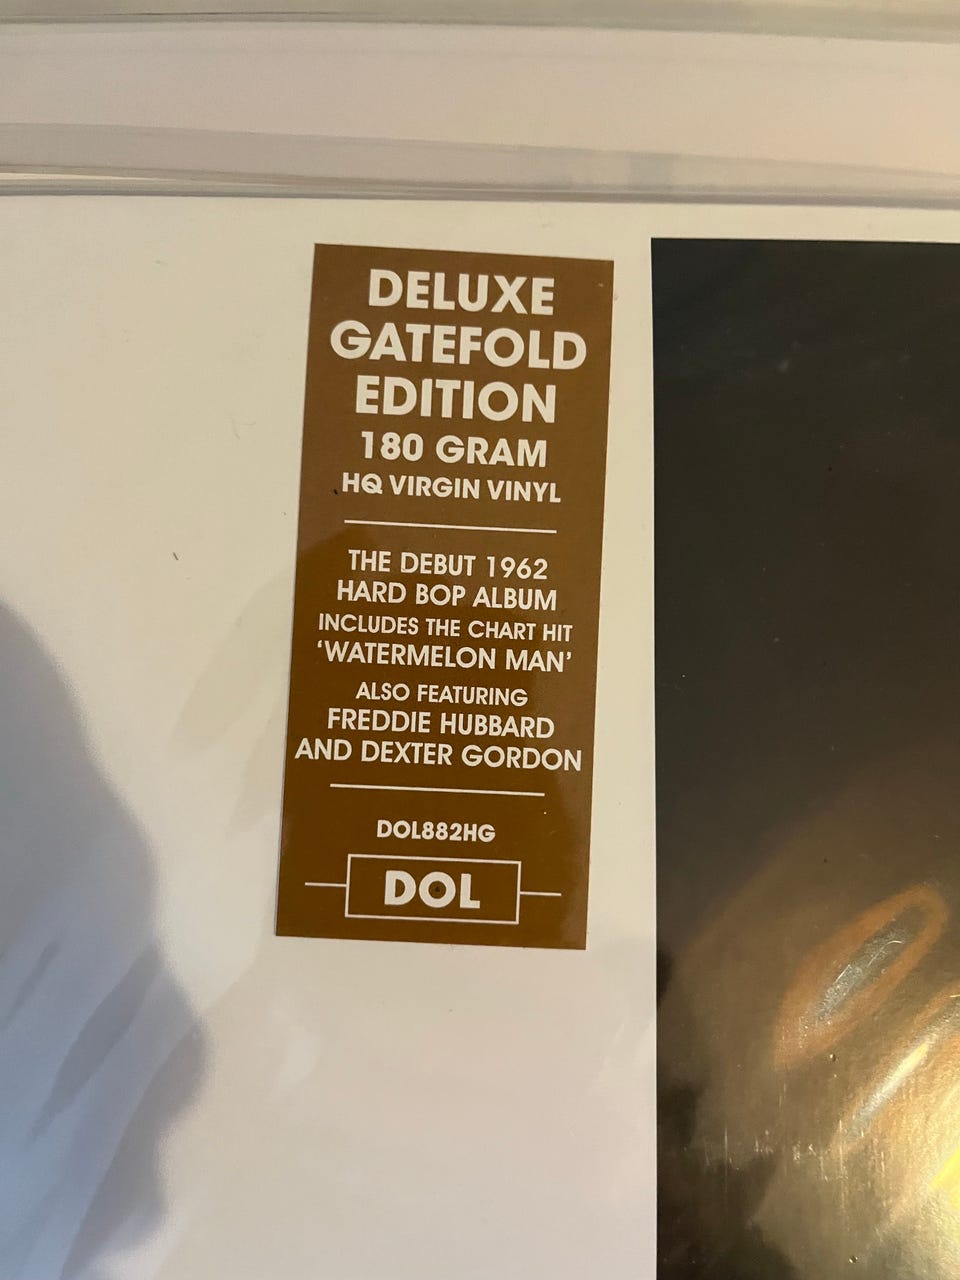 DELUXE
GATEFOLD
EDITION
180 GRAM
HQ VIRGIN VINYL
THE DEBUT 1962
HARD BOP ALBUM
INCLUDES THE CHART HIT
‘WATERMELON MAN’
ALSO FEATURING
FREDDIE HUBBARD
AND DEXTER GORDON
DOL882HG
DOL